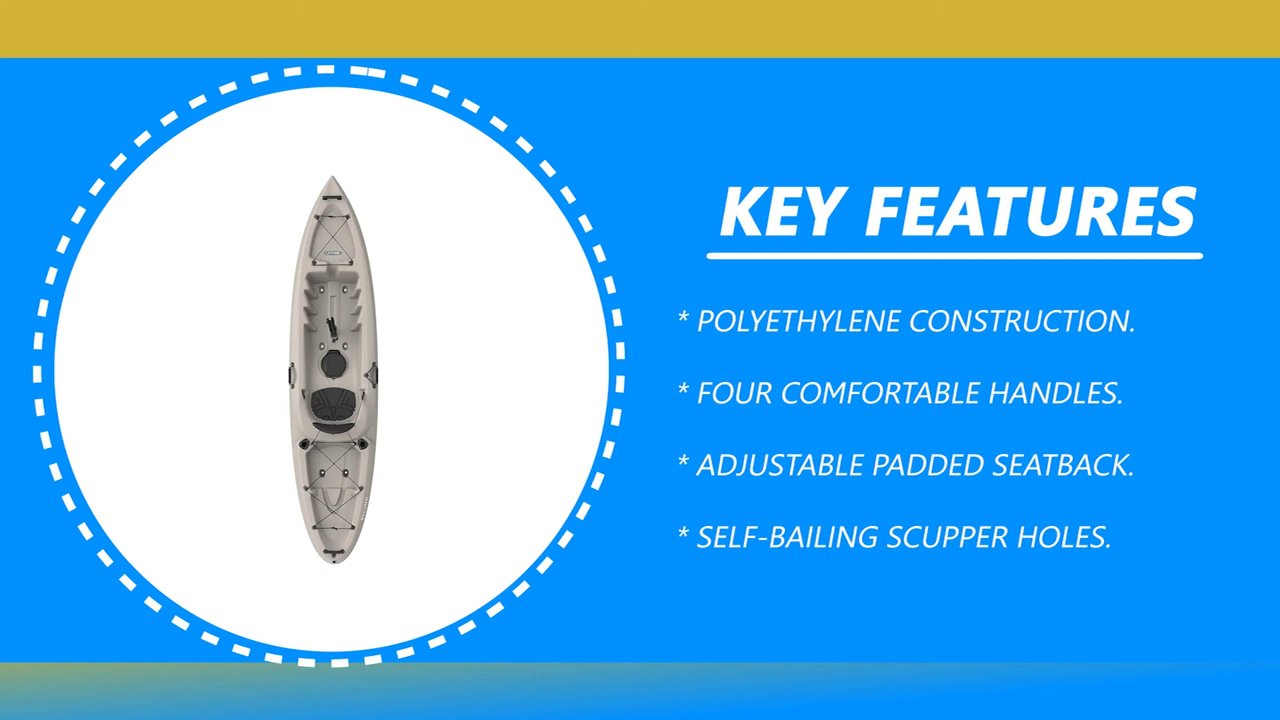 KEY FEATURES
* POLYETHYLENE CONSTRUCTION.
* FOUR COMFORTABLE HANDLES.
* ADJUSTABLE PADDED SEATBACK.
* SELF-BAILING SCUPPER HOLES.